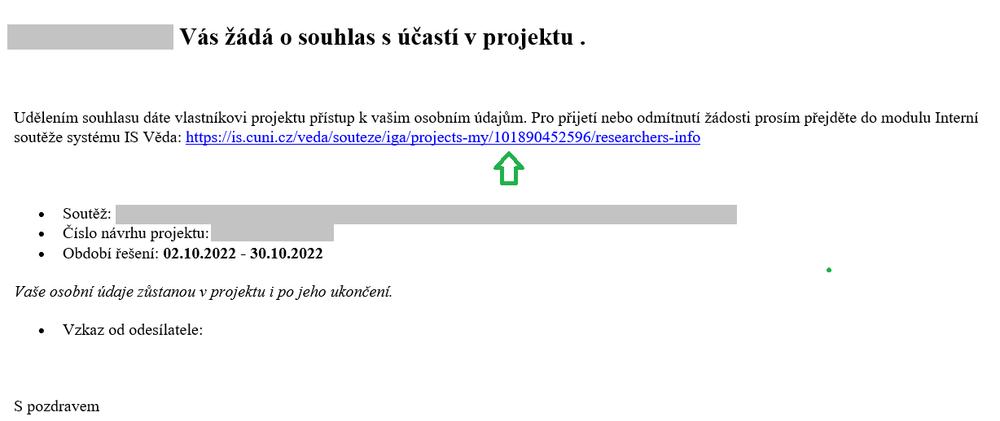 Vás žádá o souhlas s účastí v projektu .
Udělením souhlasu dáte vlastníkovi projektu přístup k vašim osobním údajům. Pro přijetí nebo odmítnutí žádosti prosím přejděte do modulu Interní
soutěže systému IS Věda: https://is.cuni.cz/veda/souteze/iga/projects-my/101890452596/researchers-info
• Soutěž:
• Číslo návrhu projektu:
• Období řešení: 02.10.2022 - 30.10.2022
Vaše osobní údaje zůstanou v projektu i po jeho ukončení.
• Vzkaz od odesílatele:
S pozdravem